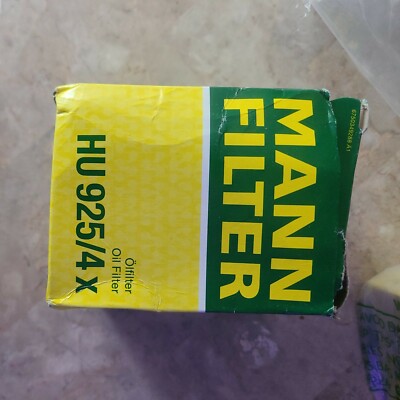 MANN
FILTER
HU 925/4 x
Ölfilter
Oil Filter